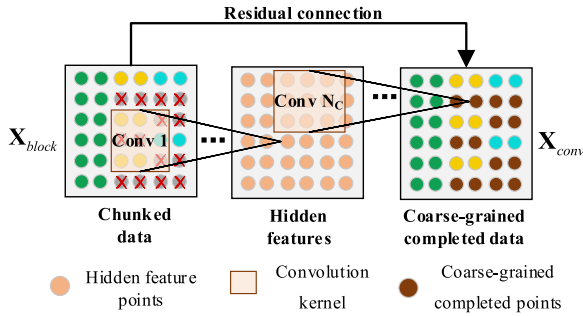 Residual connection
X_block
Conv 1
...
Conv N_C
...
X_conv
Chunked
data
Hidden
features
Coarse-grained
completed data
Hidden feature
points
Convolution
kernel
Coarse-grained
completed points